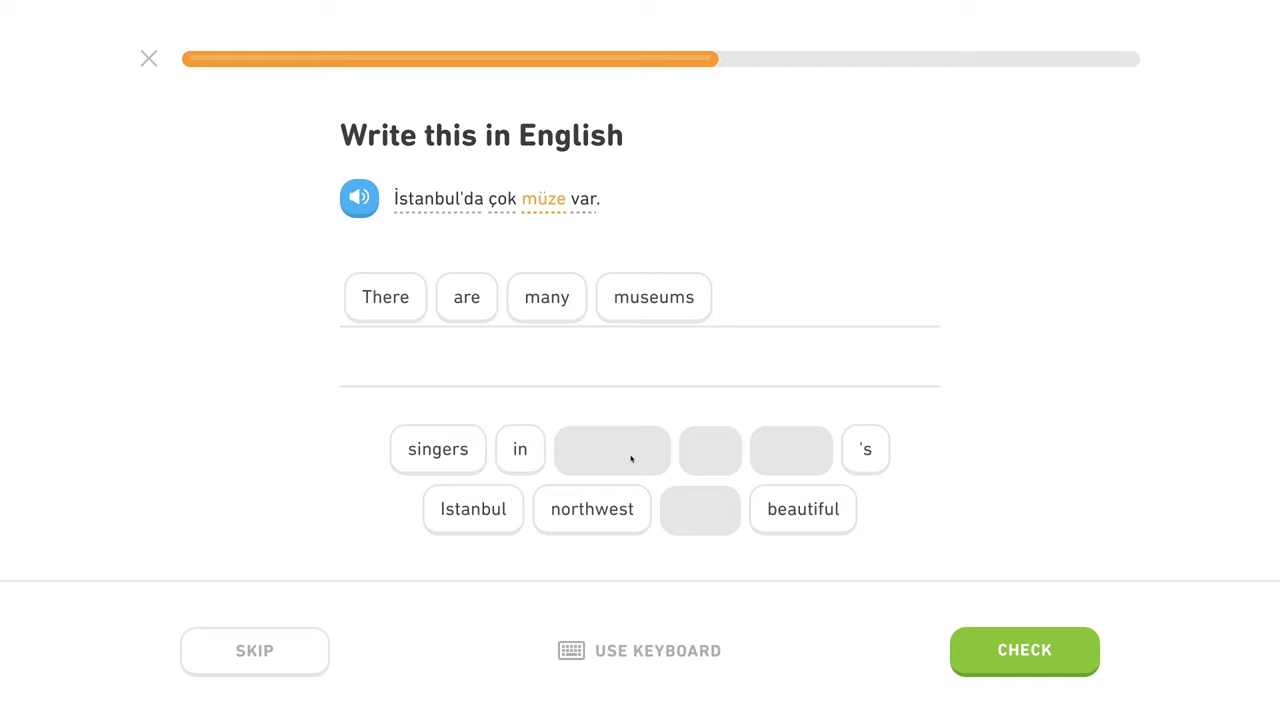 Write this in English
İstanbul'da çok müze var.
There are many museums
singers in 's
Istanbul northwest beautiful
SKIP USE KEYBOARD CHECK